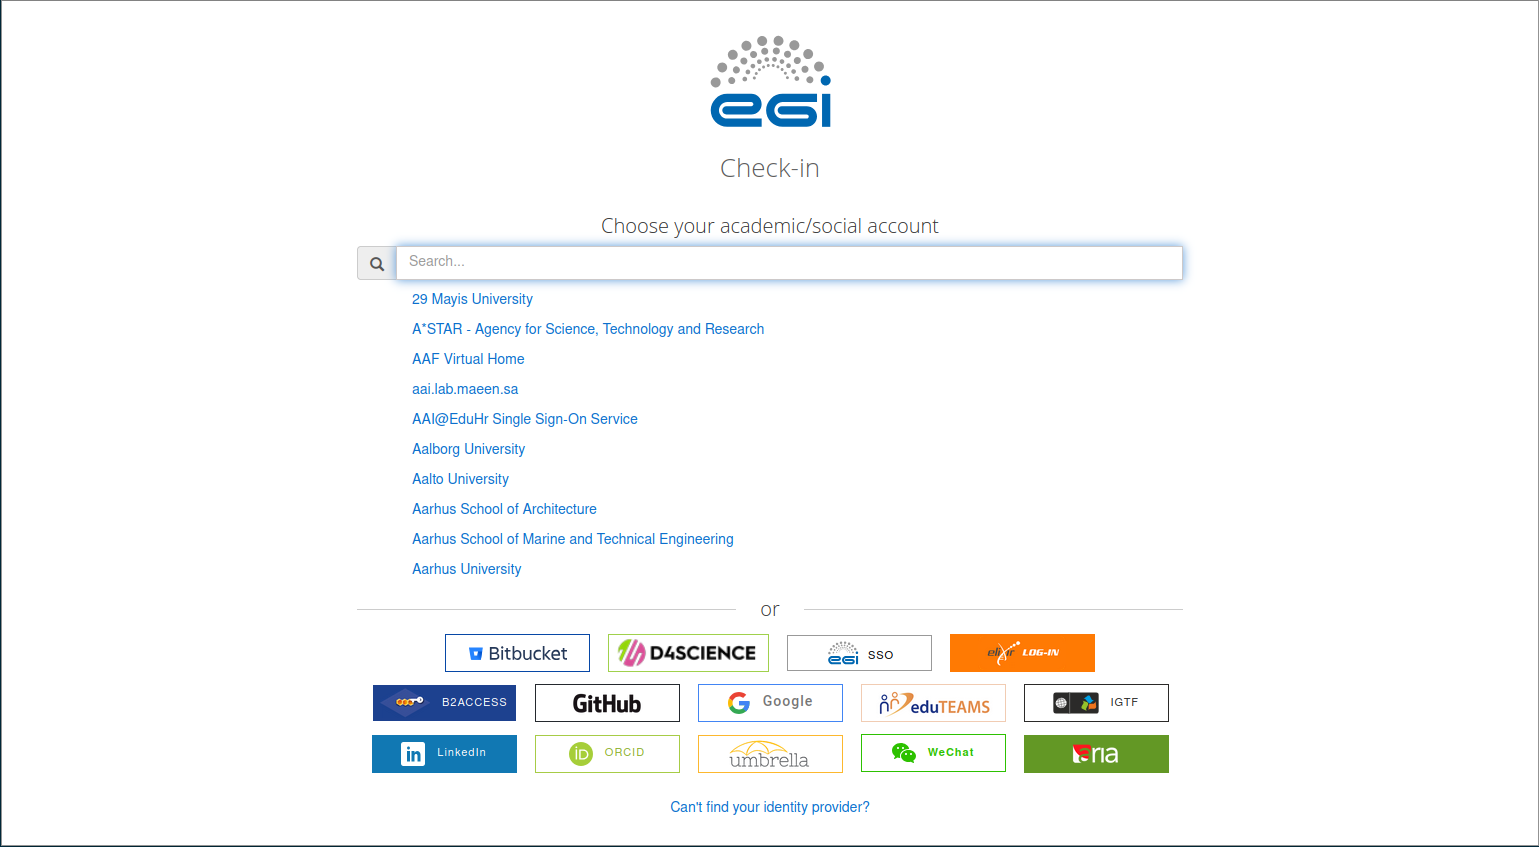 egi
Check-in
Choose your academic/social account
Search...
29 Mayis University
A*STAR - Agency for Science, Technology and Research
AAF Virtual Home
aai.lab.maeen.sa
AAI@EduHr Single Sign-On Service
Aalborg University
Aalto University
Aarhus School of Architecture
Aarhus School of Marine and Technical Engineering
Aarhus University
or
Bitbucket D4SCIENCE egi SSO elixir LOG-IN
B2ACCESS GitHub Google eduTEAMS IGTF
in LinkedIn iD ORCID umbrella WeChat aria
Can't find your identity provider?